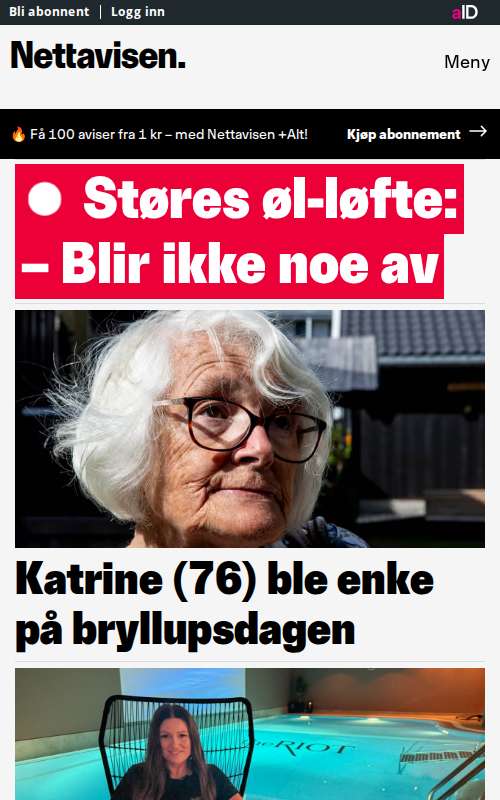 Bli abonnent | Logg inn
aID
Nettavisen.
Meny
🔥 Få 100 aviser fra 1 kr – med Nettavisen +Alt!
Kjøp abonnement →
Støres øl-løfte:
– Blir ikke noe av
Katrine (76) ble enke
på bryllupsdagen
RIOT